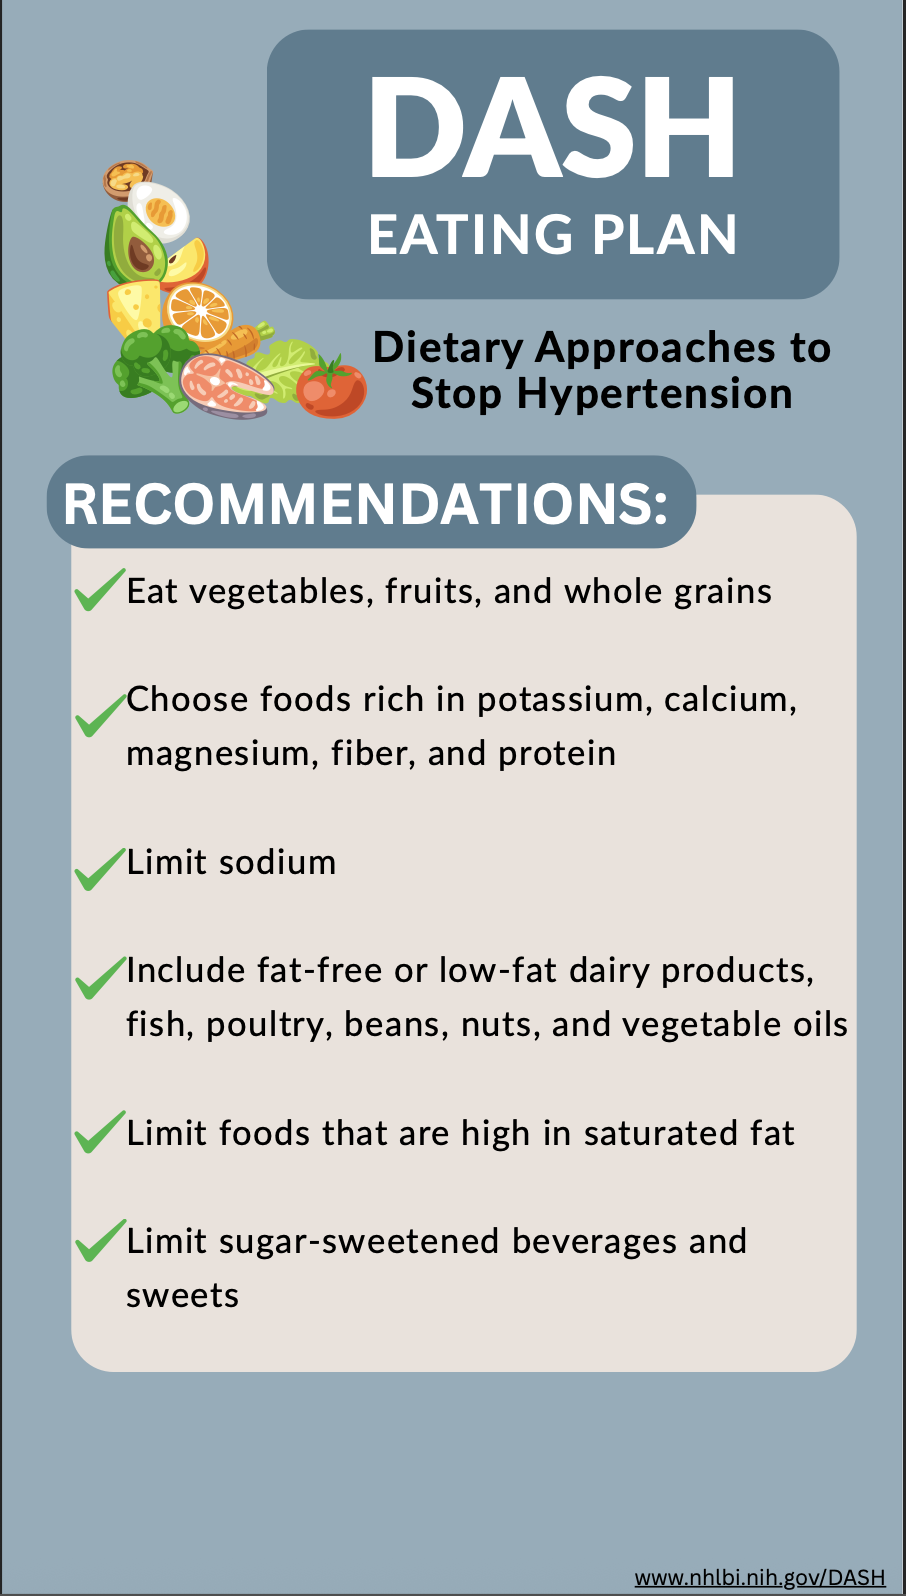 DASH
EATING PLAN
Dietary Approaches to
Stop Hypertension
RECOMMENDATIONS:
Eat vegetables, fruits, and whole grains
Choose foods rich in potassium, calcium,
magnesium, fiber, and protein
Limit sodium
Include fat-free or low-fat dairy products,
fish, poultry, beans, nuts, and vegetable oils
Limit foods that are high in saturated fat
Limit sugar-sweetened beverages and
sweets
www.nhlbi.nih.gov/DASH